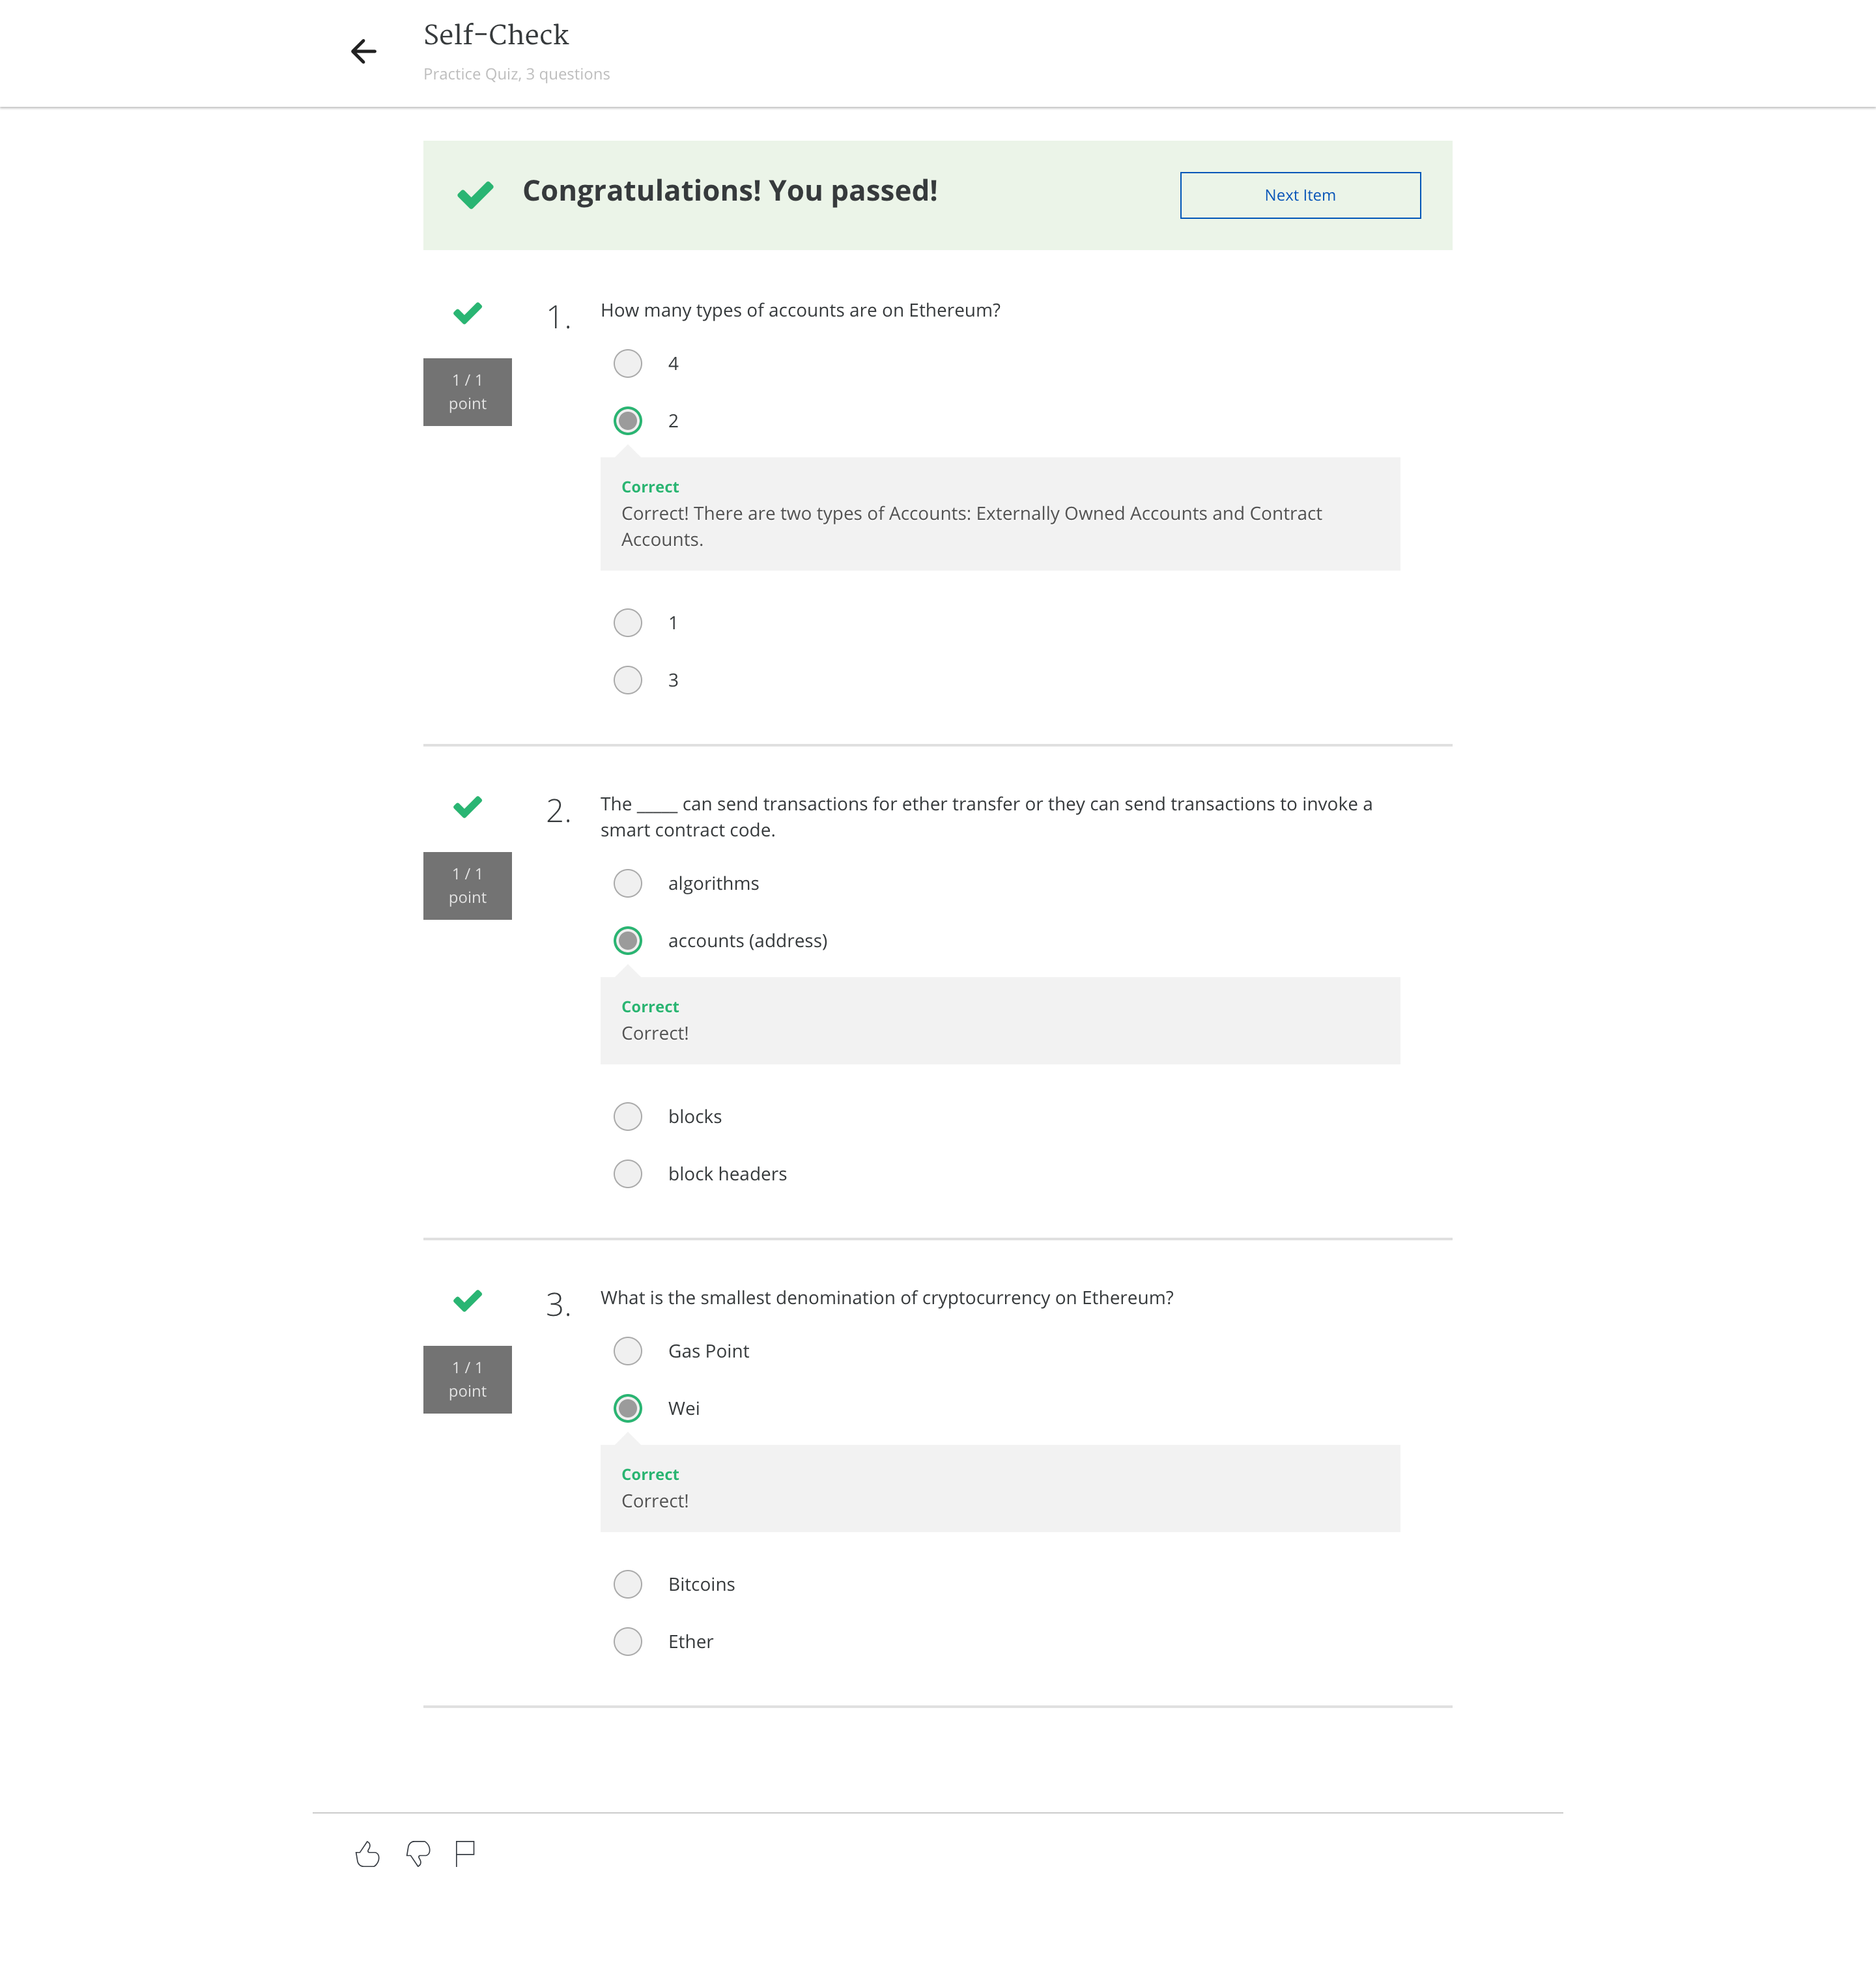 Self-Check
Practice Quiz, 3 questions
Congratulations! You passed!
Next Item
1 / 1
point
1.
How many types of accounts are on Ethereum?
4
2
Correct
Correct! There are two types of Accounts: Externally Owned Accounts and Contract
Accounts.
1
3
1 / 1
point
2.
The ____ can send transactions for ether transfer or they can send transactions to invoke a
smart contract code.
algorithms
accounts (address)
Correct
Correct!
blocks
block headers
1 / 1
point
3.
What is the smallest denomination of cryptocurrency on Ethereum?
Gas Point
Wei
Correct
Correct!
Bitcoins
Ether